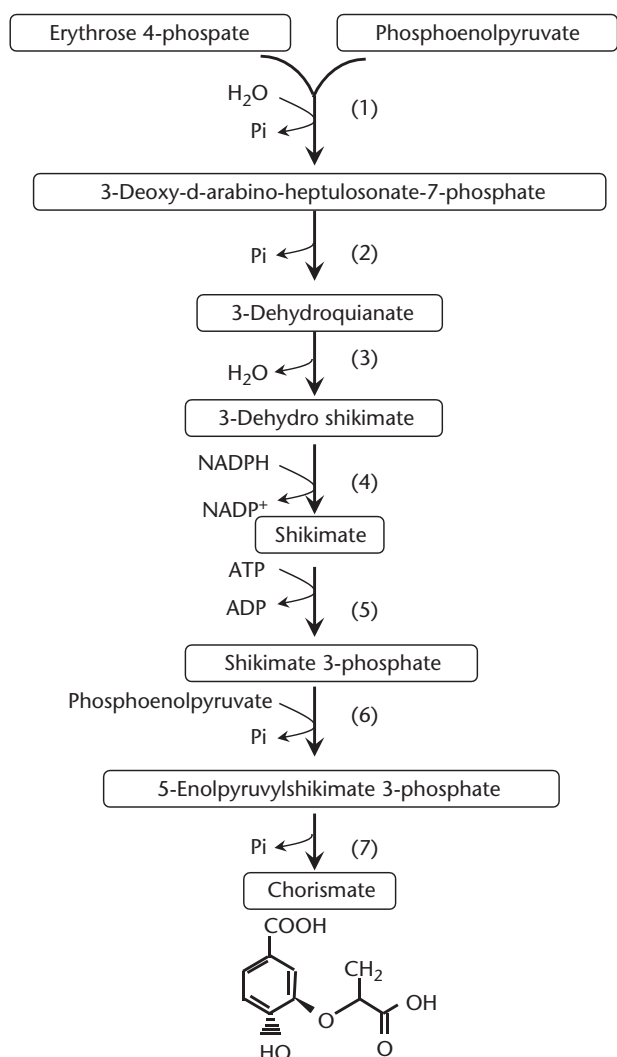 Erythrose 4-phospate
Phosphoenolpyruvate
H₂O
(1)
Pi
3-Deoxy-d-arabino-heptulosonate-7-phosphate
Pi
(2)
3-Dehydroquianate
H₂O
(3)
3-Dehydro shikimate
NADPH
(4)
NADP⁺
Shikimate
ATP
ADP
(5)
Shikimate 3-phosphate
Phosphoenolpyruvate
(6)
Pi
5-Enolpyruvylshikimate 3-phosphate
Pi
(7)
Chorismate
COOH
CH₂
OH
O
O
HO